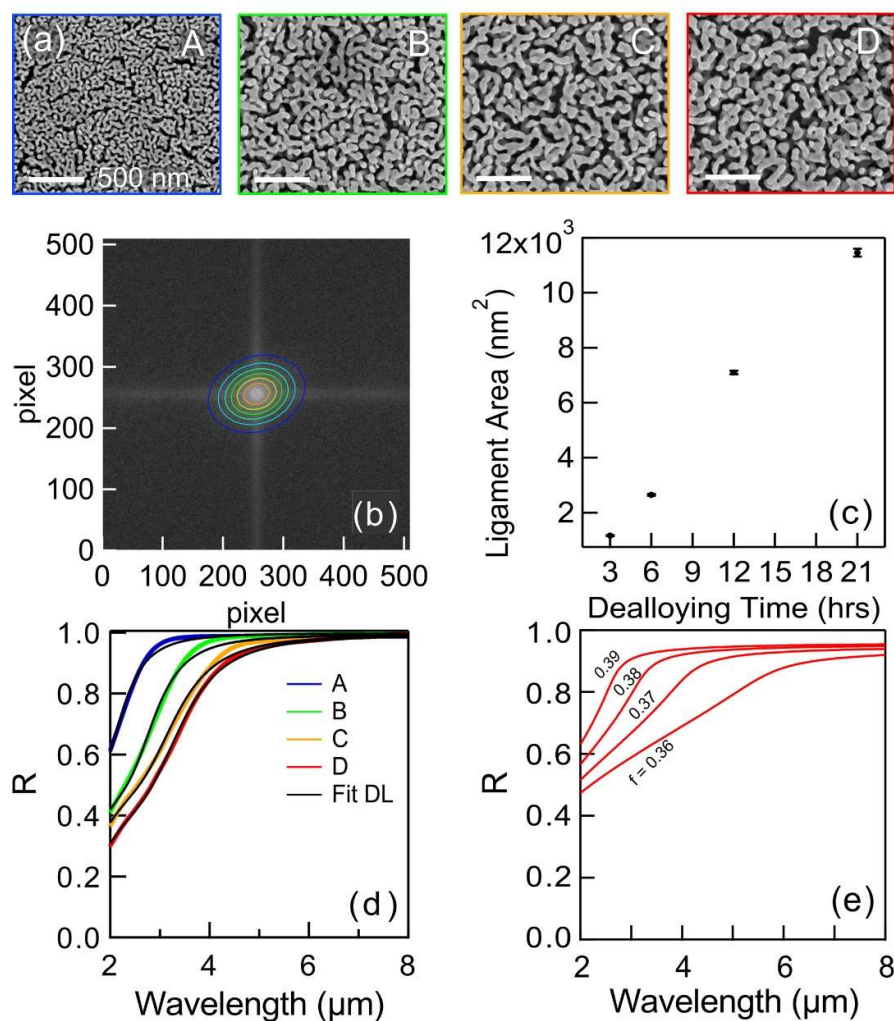 (a) A B C D
500 nm
500
400
300
200
100
0
pixel
(b)
0 100 200 300 400 500
pixel
12x10³
10
8
6
4
2
Ligament Area (nm²)
(c)
3 6 9 12 15 18 21
Dealloying Time (hrs)
1.0
0.8
0.6
0.4
0.2
0.0
R
A
B
C
D
Fit DL
(d)
2 4 6 8
Wavelength (µm)
1.0
0.8
0.6
0.4
0.2
0.0
R
0.39
0.38
0.37
f = 0.36
(e)
2 4 6 8
Wavelength (µm)